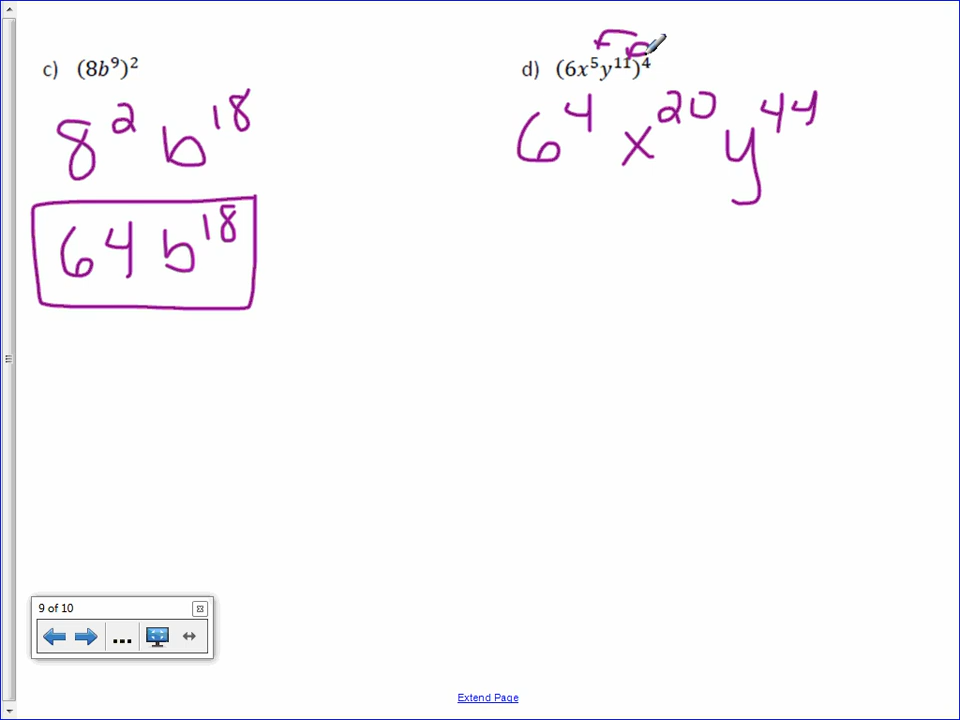 c) (8b⁹)²
8² b¹⁸
64 b¹⁸
d) (6x⁵y¹¹)⁴
6⁴ x²⁰ y⁴⁴
9 of 10
...
Extend Page